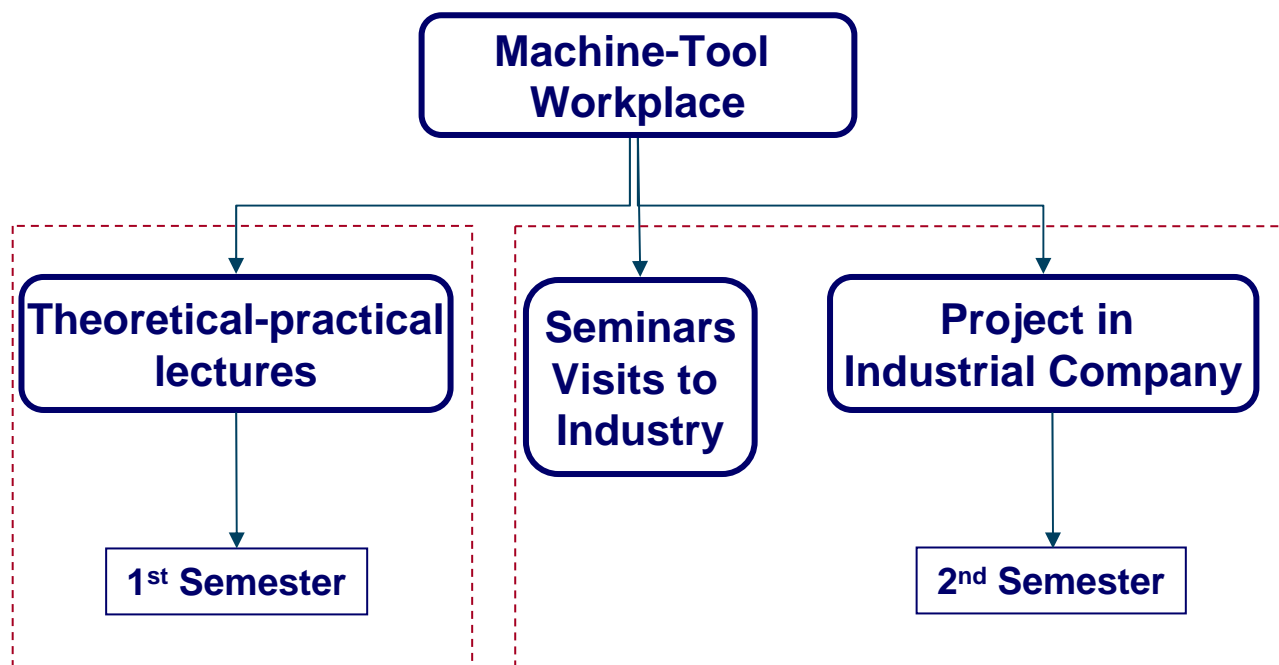 Machine-Tool
Workplace
Theoretical-practical
lectures
Seminars
Visits to
Industry
Project in
Industrial Company
1st Semester
2nd Semester